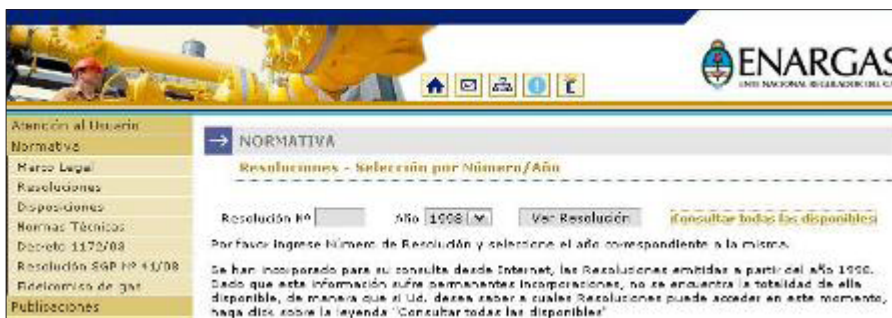 ENARGAS
ENTE NACIONAL REGULADOR DEL
Atención al Usuario
Normativa
Marco Legal
Resoluciones
Disposiciones
Normas Técnicas
Decreto 1172/03
Resolución SGP Nº 41/08
Fideicomiso de gas
Publicaciones
NORMATIVA
Resoluciones - Selección por Número/Año
Resolución Nº Año 1998 Ver Resolución ¡Consultar todas las disponibles!
Por favor ingrese Número de Resolución y seleccione el año correspondiente a la misma.
Se han incorporado para su consulta desde Internet, las Resoluciones emitidas a partir del año 1998.
Dado que esta información sufre permanentes incorporaciones, no se encuentra la totalidad de ella
disponible, de manera que si Ud. desea saber a cuales Resoluciones puede acceder en este momento,
haga click sobre la leyenda "Consultar todas las disponibles"